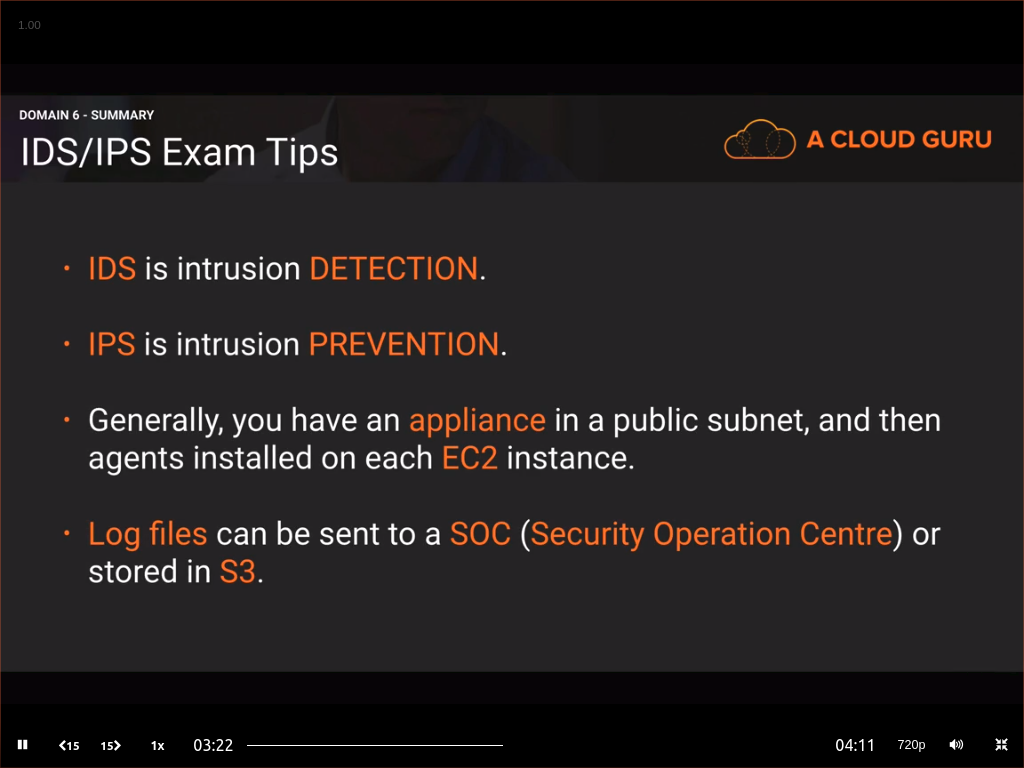 1.00
DOMAIN 6 - SUMMARY
IDS/IPS Exam Tips
A CLOUD GURU
• IDS is intrusion DETECTION.
• IPS is intrusion PREVENTION.
• Generally, you have an appliance in a public subnet, and then
agents installed on each EC2 instance.
• Log files can be sent to a SOC (Security Operation Centre) or
stored in S3.
15 15 1x 03:22 04:11 720p